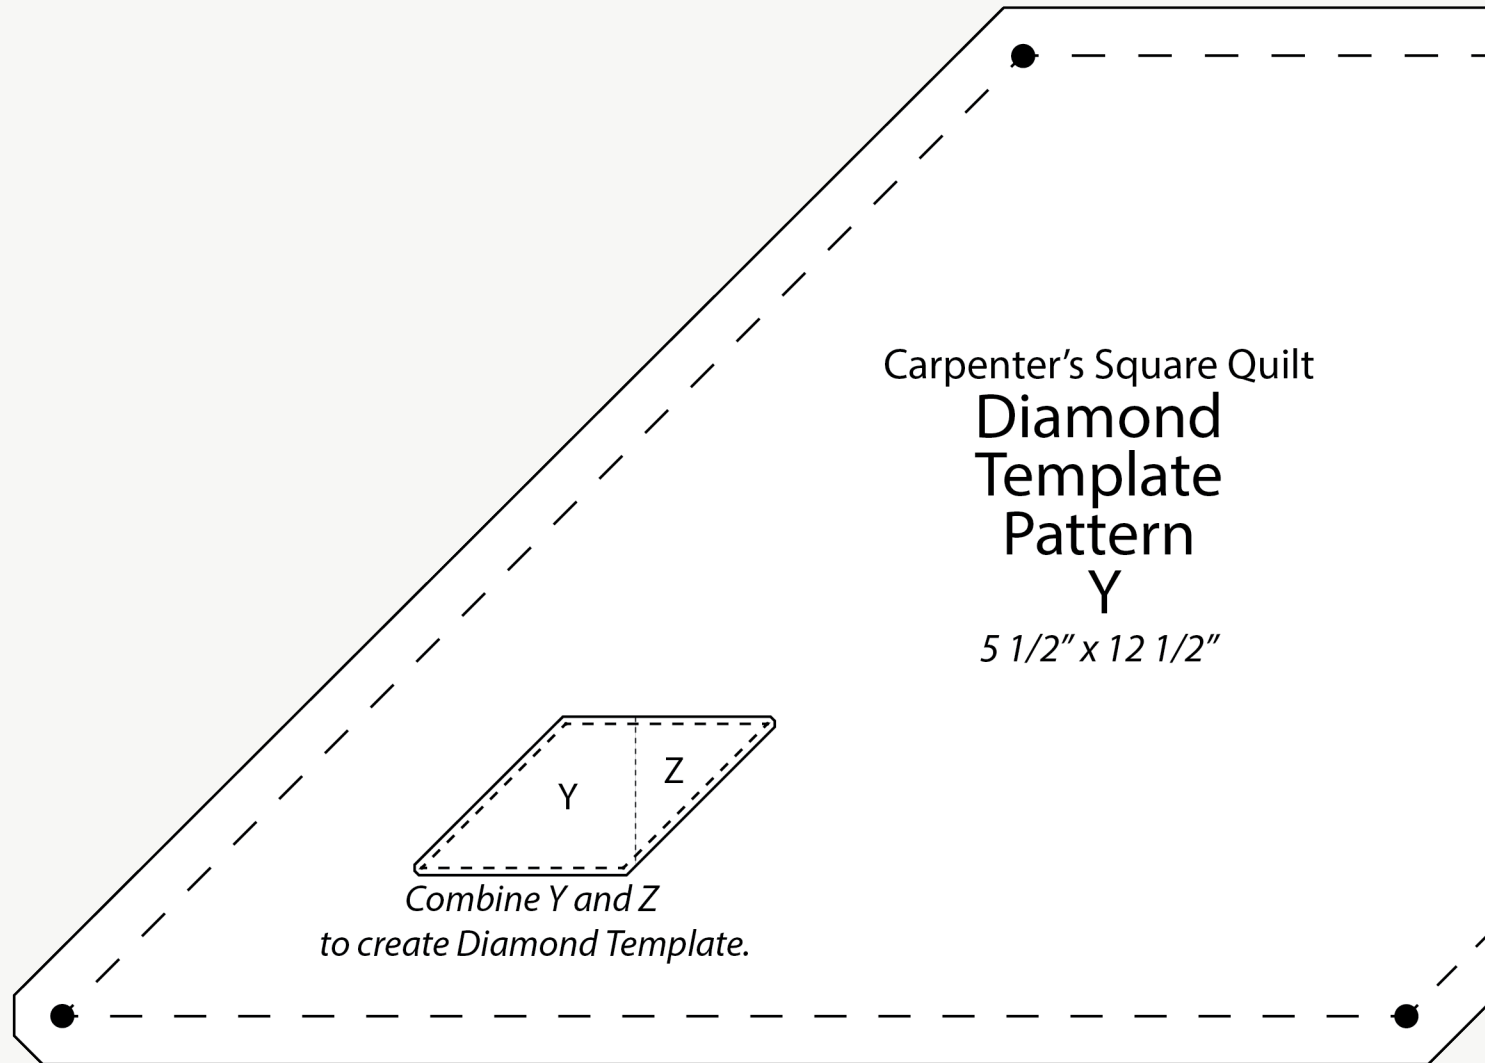 Carpenter’s Square Quilt
Diamond
Template
Pattern
Y
5 1/2” x 12 1/2”
Y
Z
Combine Y and Z
to create Diamond Template.